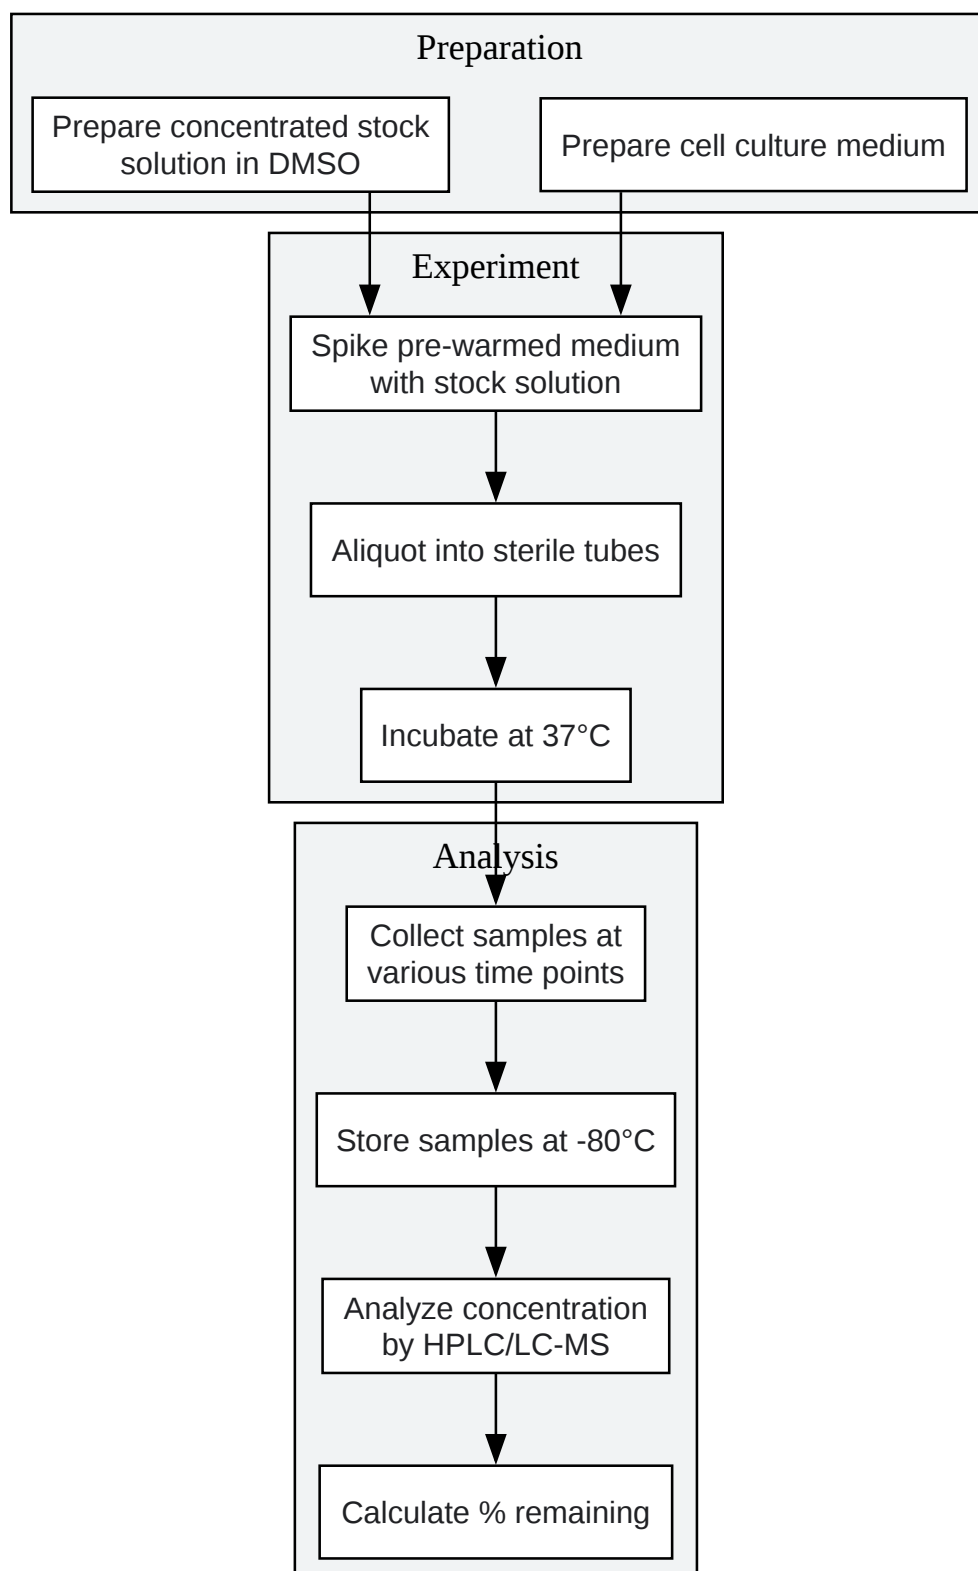 Preparation
Prepare concentrated stock
solution in DMSO
Prepare cell culture medium
Experiment
Spike pre-warmed medium
with stock solution
Aliquot into sterile tubes
Incubate at 37°C
Analysis
Collect samples at
various time points
Store samples at -80°C
Analyze concentration
by HPLC/LC-MS
Calculate % remaining